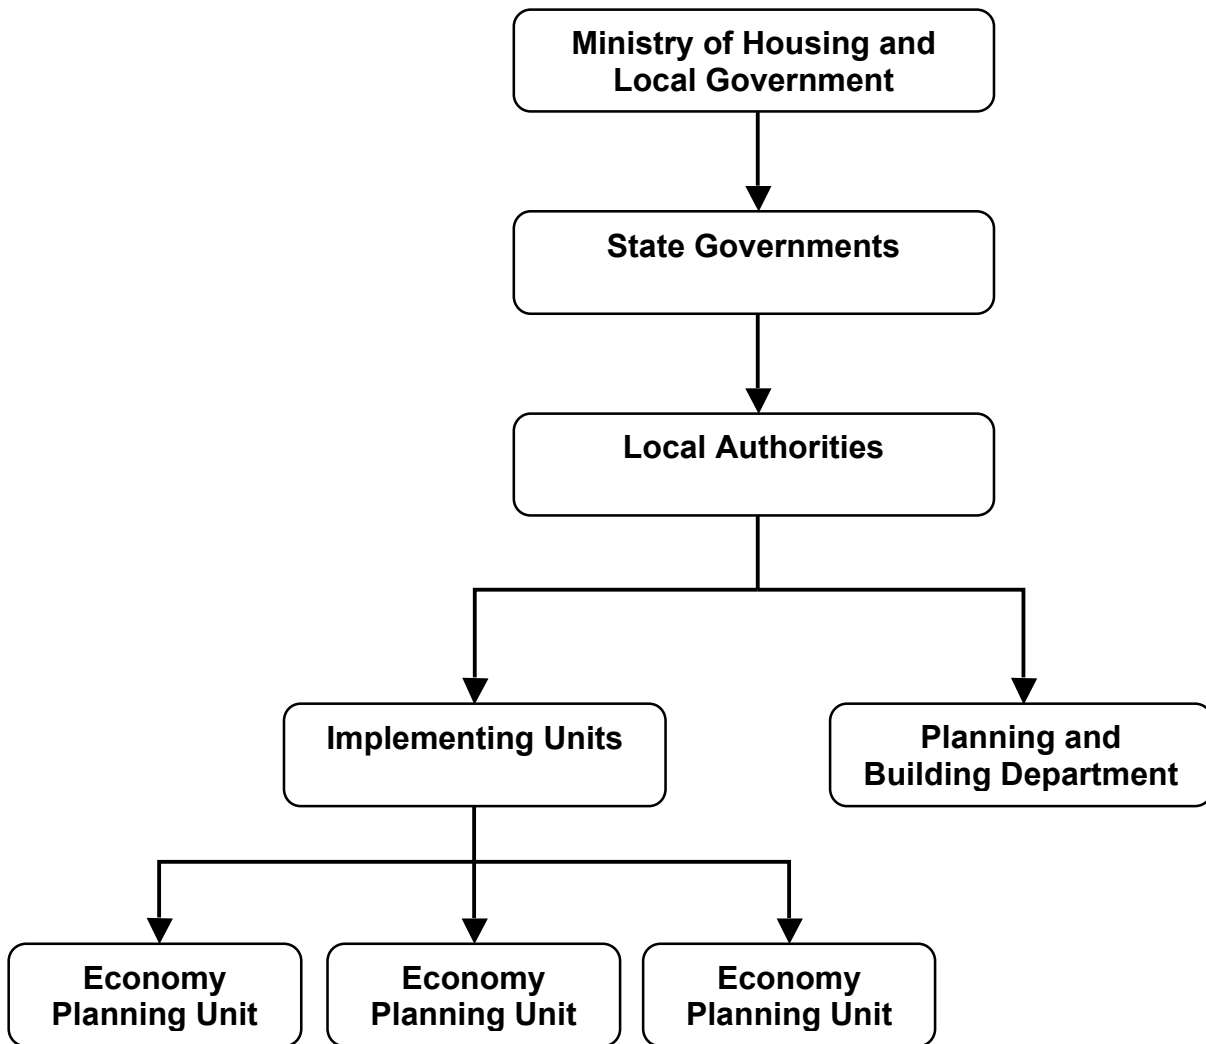 Ministry of Housing and
Local Government
State Governments
Local Authorities
Implementing Units
Planning and
Building Department
Economy
Planning Unit
Economy
Planning Unit
Economy
Planning Unit